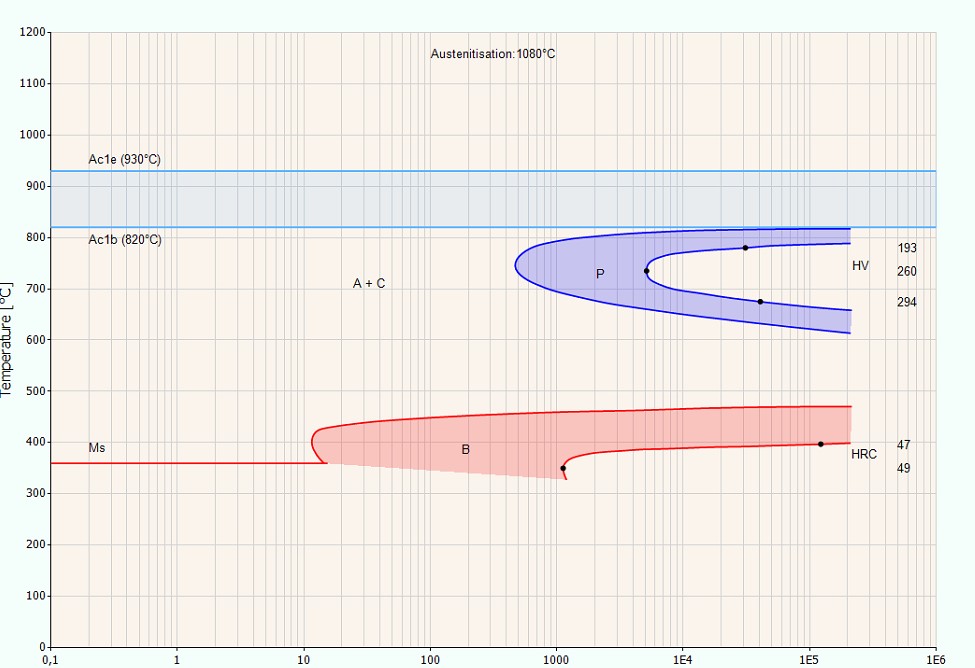 1200
Austenitisation:1080°C
1100
1000
Ac1e (930°C)
900
Ac1b (820°C)
800
193
HV
P
260
A + C
700
294
600
Temperature [°C]
500
Ms
400
B
47
HRC
49
300
200
100
0
0,1
1
10
100
1000
1E4
1E5
1E6